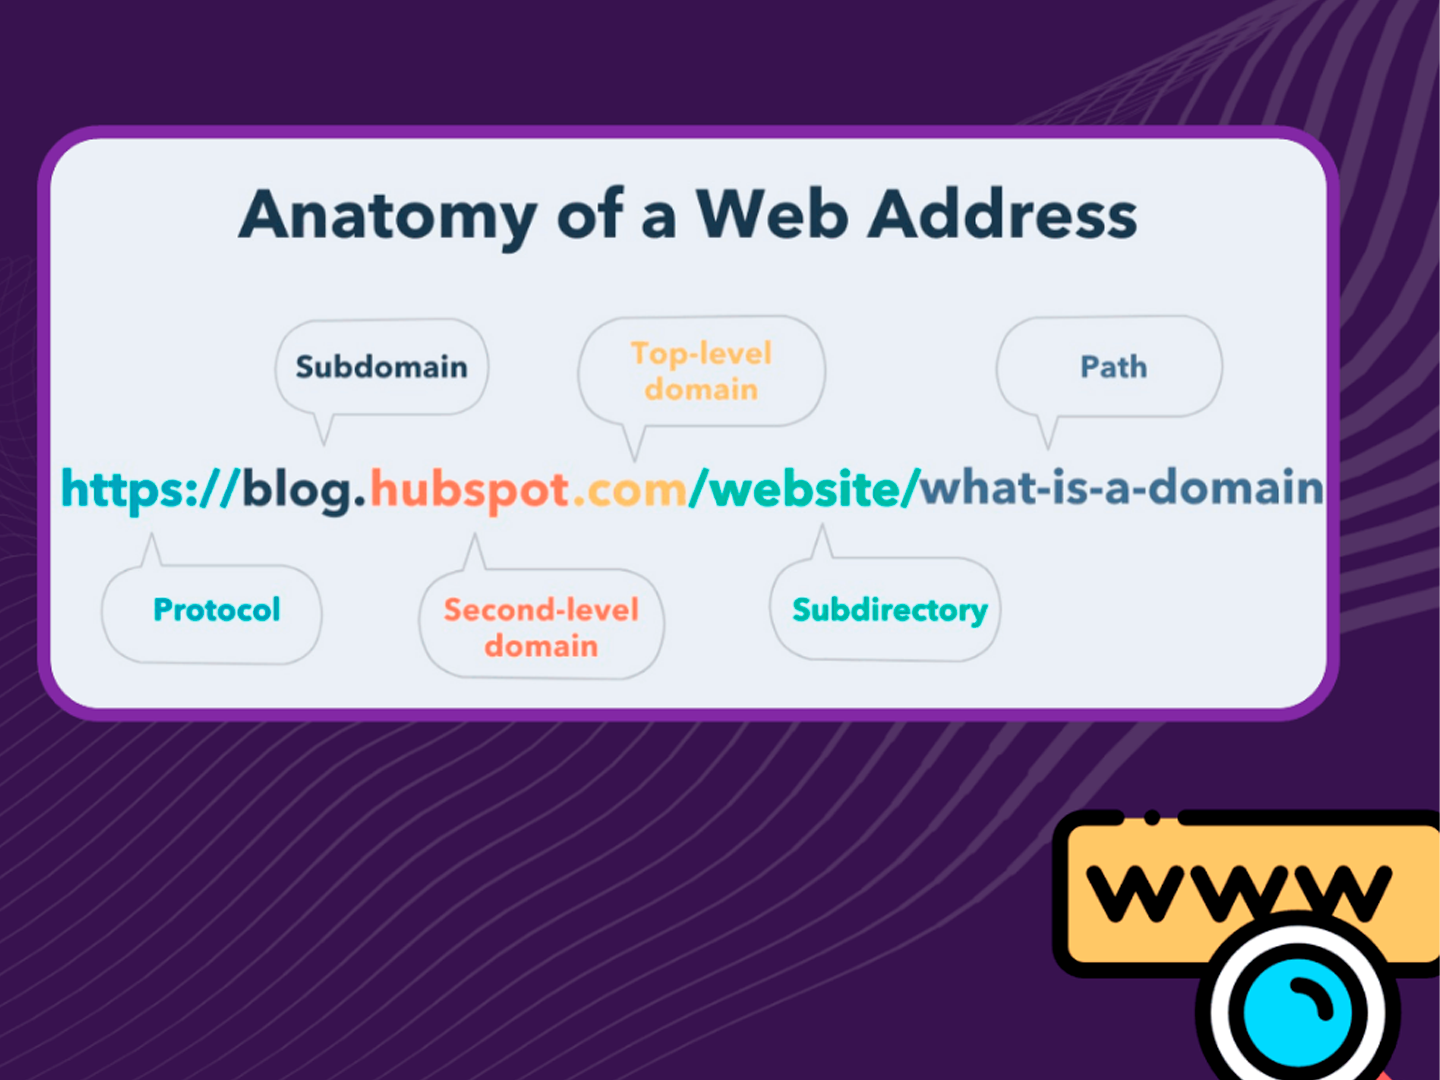 Anatomy of a Web Address
Subdomain
Top-level
domain
Path
https://blog.hubspot.com/website/what-is-a-domain
Protocol
Second-level
domain
Subdirectory
www